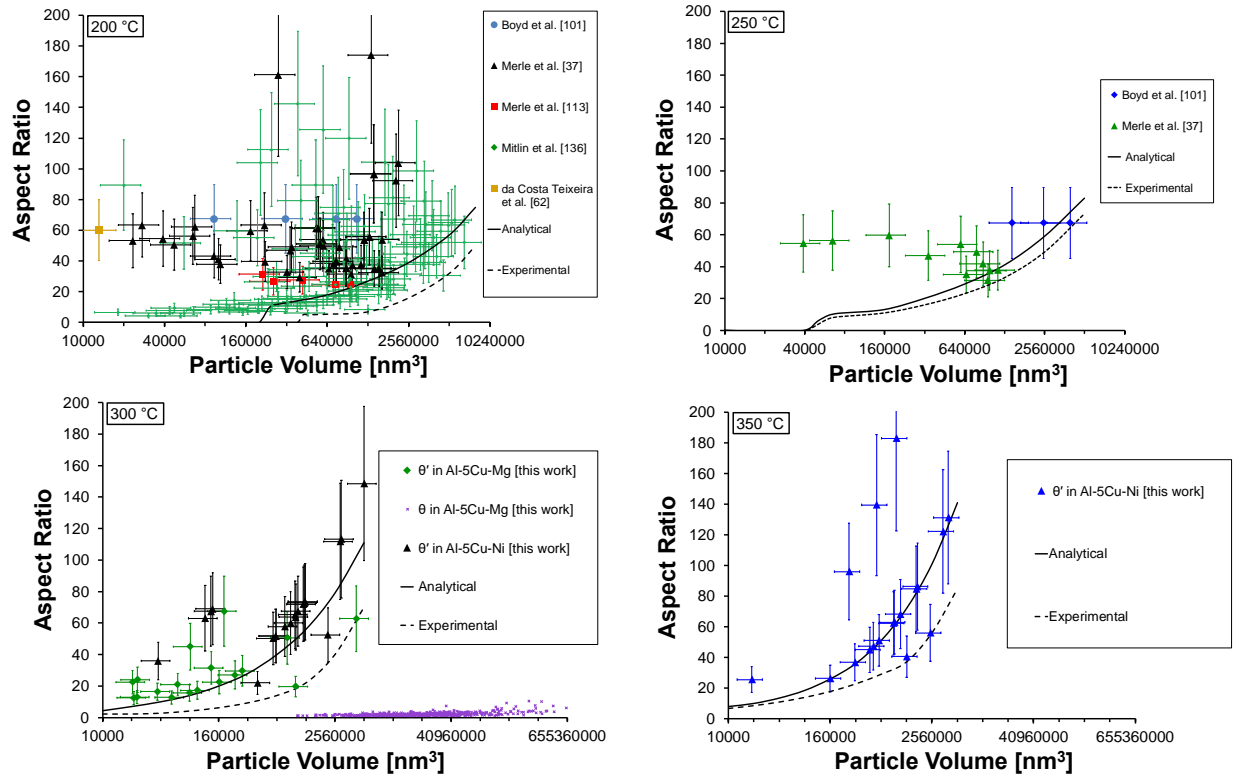 200 °C
Aspect Ratio
200
180
160
140
120
100
80
60
40
20
0
10000 40000 160000 640000 2560000 10240000
Particle Volume [nm³]
Boyd et al. [101]
Merle et al. [37]
Merle et al. [113]
Mitlin et al. [136]
da Costa Teixeira
et al. [62]
Analytical
Experimental
250 °C
Aspect Ratio
200
180
160
140
120
100
80
60
40
20
0
10000 40000 160000 640000 2560000 10240000
Particle Volume [nm³]
Boyd et al. [101]
Merle et al. [37]
Analytical
Experimental
300 °C
Aspect Ratio
200
180
160
140
120
100
80
60
40
20
0
10000 160000 2560000 40960000 655360000
Particle Volume [nm³]
θ′ in Al-5Cu-Mg [this work]
θ in Al-5Cu-Mg [this work]
θ′ in Al-5Cu-Ni [this work]
Analytical
Experimental
350 °C
Aspect Ratio
200
180
160
140
120
100
80
60
40
20
0
10000 160000 2560000 40960000 655360000
Particle Volume [nm³]
θ′ in Al-5Cu-Ni [this work]
Analytical
Experimental